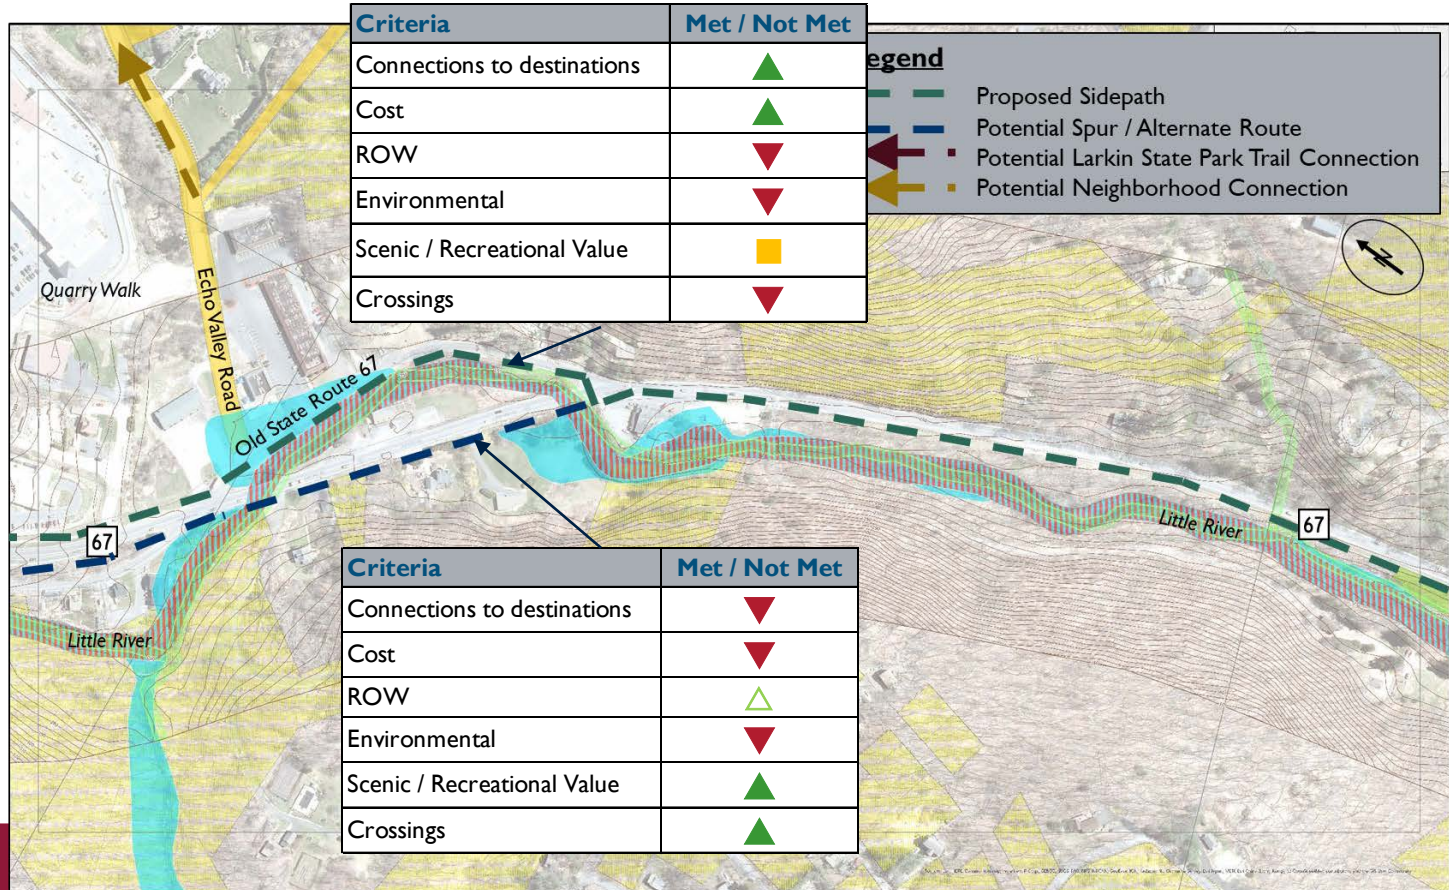 Criteria Met / Not Met
Connections to destinations
Cost
ROW
Environmental
Scenic / Recreational Value
Crossings
egend
Proposed Sidepath
Potential Spur / Alternate Route
Potential Larkin State Park Trail Connection
Potential Neighborhood Connection
N
Quarry Walk
Echo Valley Road
Old State Route 67
67
Little River
67
Little River
Criteria Met / Not Met
Connections to destinations
Cost
ROW
Environmental
Scenic / Recreational Value
Crossings